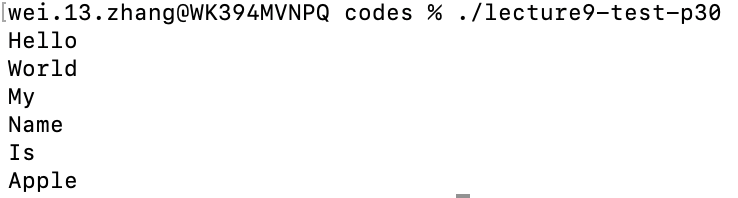 [wei.13.zhang@WK394MVNPQ codes % ./lecture9-test-p30
Hello
World
My
Name
Is
Apple